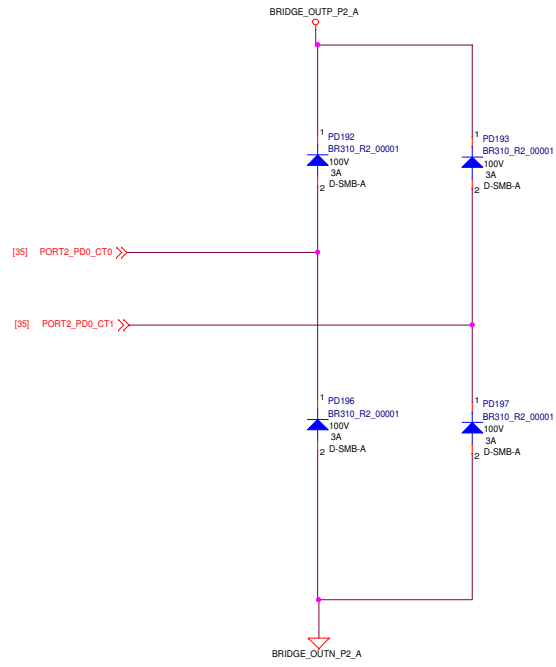 BRIDGE_OUTP_P2_A
1
PD192
BR310_R2_00001
100V
3A
2 D-SMB-A
1
PD193
BR310_R2_00001
100V
3A
2 D-SMB-A
[35] PORT2_PD0_CT0
[35] PORT2_PD0_CT1
1
PD196
BR310_R2_00001
100V
3A
2 D-SMB-A
1
PD197
BR310_R2_00001
100V
3A
2 D-SMB-A
BRIDGE_OUTN_P2_A